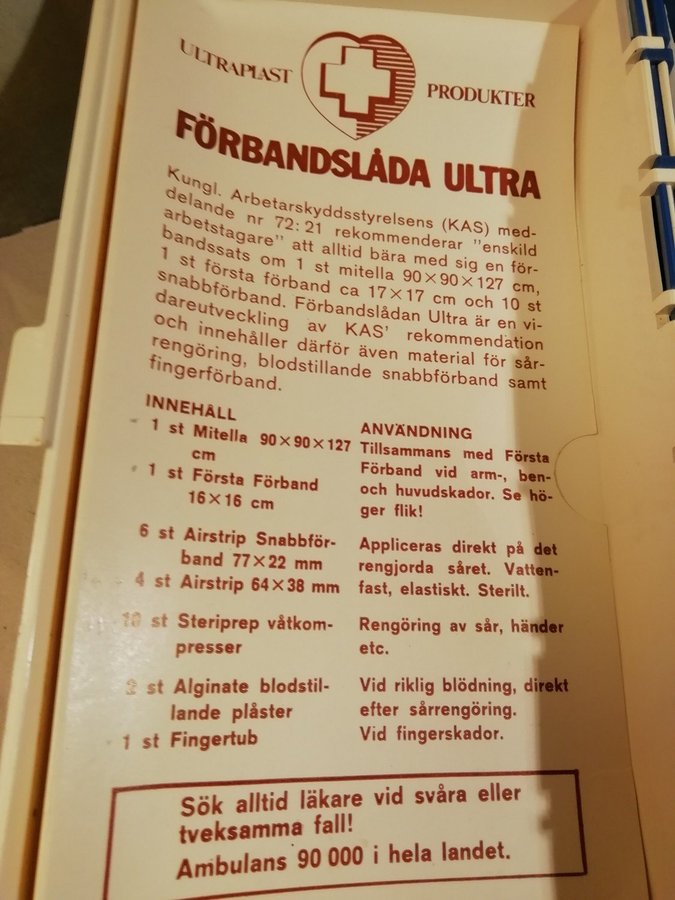 ULTRAPLAST PRODUKTER
FÖRBANDSLÅDA ULTRA
Kungl. Arbetarskyddsstyrelsens (KAS) med-
delande nr 72:21 rekommenderar "enskild
arbetstagare" att alltid bära med sig en för-
bandssats om 1 st mitella 90×90×127 cm,
1 st första förband ca 17×17 cm och 10 st
snabbförband. Förbandslådan Ultra är en vi-
dareutveckling av KAS' rekommendation
och innehåller därför även material för sår-
rengöring, blodstillande snabbförband samt
fingerförband.
INNEHÅLL
1 st Mitella 90×90×127
cm
1 st Första Förband
16×16 cm
6 st Airstrip Snabbför-
band 77×22 mm
4 st Airstrip 64×38 mm
10 st Steriprep våtkom-
presser
2 st Alginate blodstil-
lande plåster
1 st Fingertub
ANVÄNDNING
Tillsammans med Första
Förband vid arm-, ben-
och huvudskador. Se hö-
ger flik!
Appliceras direkt på det
rengjorda såret. Vatten-
fast, elastiskt. Sterilt.
Rengöring av sår, händer
etc.
Vid riklig blödning, direkt
efter sårrengöring.
Vid fingerskador.
Sök alltid läkare vid svåra eller
tveksamma fall!
Ambulans 90 000 i hela landet.